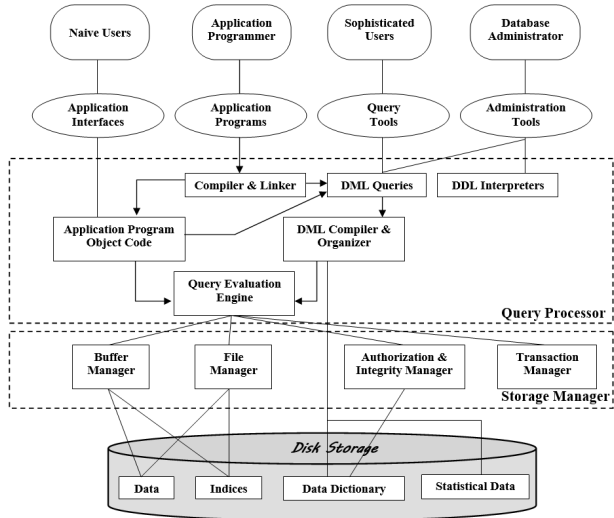 Naive Users
Application
Programmer
Sophisticated
Users
Database
Administrator
Application
Interfaces
Application
Programs
Query
Tools
Administration
Tools
Compiler & Linker
DML Queries
DDL Interpreters
Application Program
Object Code
DML Compiler &
Organizer
Query Evaluation
Engine
Query Processor
Buffer
Manager
File
Manager
Authorization &
Integrity Manager
Transaction
Manager
Storage Manager
Disk Storage
Data
Indices
Data Dictionary
Statistical Data